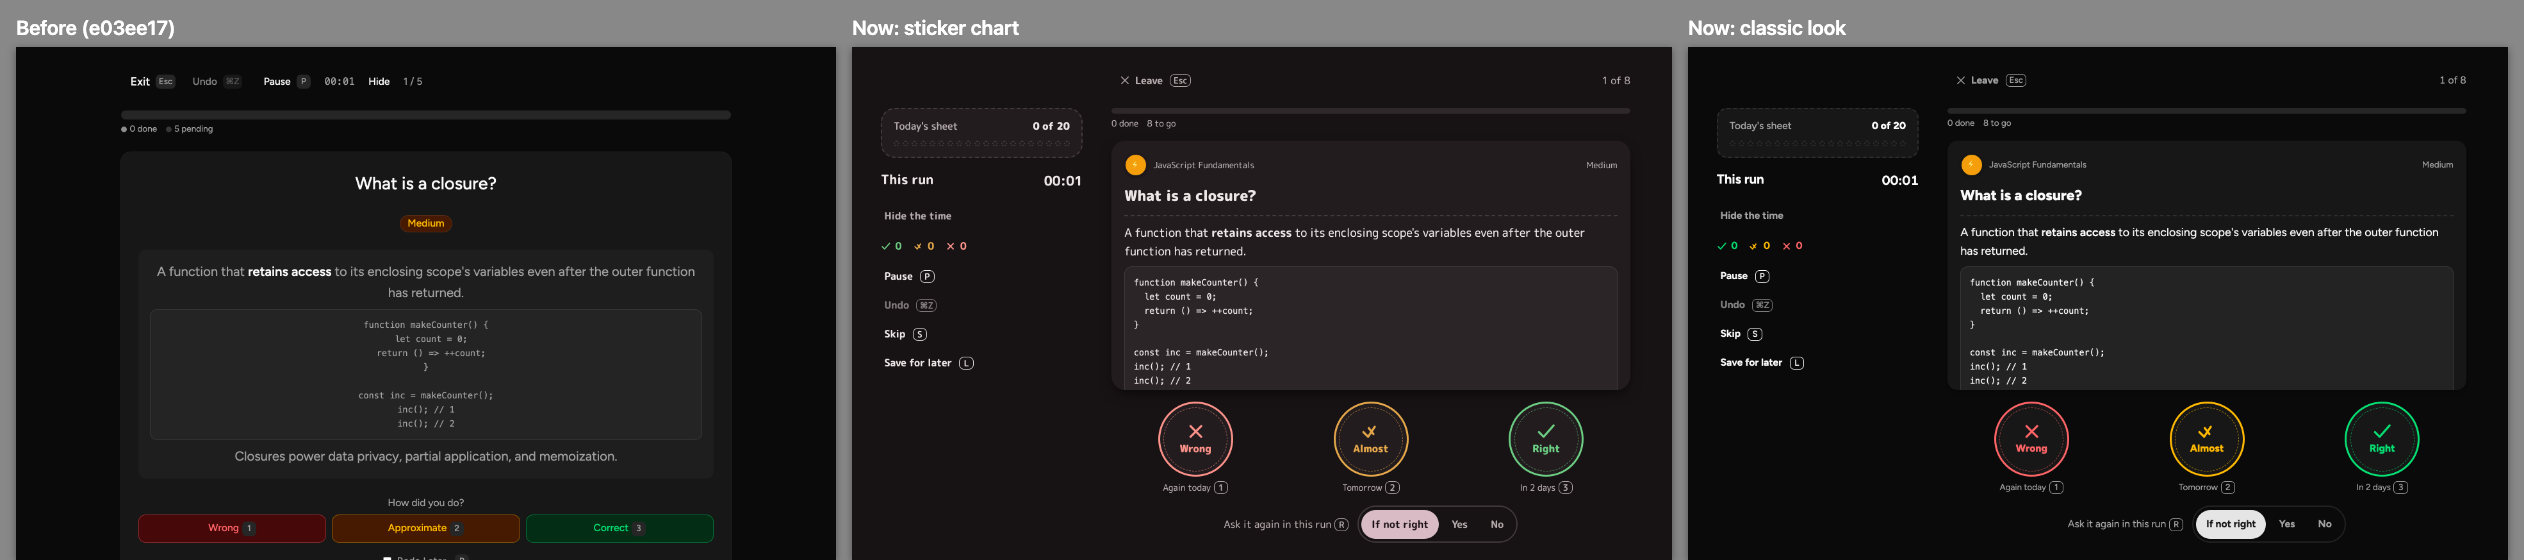 Before (e03ee17)
Exit Esc Undo ⌘Z Pause P 00:01 Hide 1/5
0 done 5 pending
What is a closure?
Medium
A function that retains access to its enclosing scope's variables even after the outer function
has returned.
function makeCounter() {
let count = 0;
return () => ++count;
}
const inc = makeCounter();
inc(); // 1
inc(); // 2
Closures power data privacy, partial application, and memoization.
How did you do?
Wrong 1 Approximate 2 Correct 3
Now: sticker chart
Leave Esc 1 of 8
Today's sheet 0 of 20
This run 00:01
Hide the time
0 0 0
Pause P
Undo ⌘Z
Skip S
Save for later L
0 done 8 to go
JavaScript Fundamentals Medium
What is a closure?
A function that retains access to its enclosing scope's variables even after the outer
function has returned.
function makeCounter() {
let count = 0;
return () => ++count;
}
const inc = makeCounter();
inc(); // 1
inc(); // 2
Wrong Almost Right
Again today 1 Tomorrow 2 In 2 days 3
Ask it again in this run R If not right Yes No
Now: classic look
Leave Esc 1 of 8
Today's sheet 0 of 20
This run 00:01
Hide the time
0 0 0
Pause P
Undo ⌘Z
Skip S
Save for later L
0 done 8 to go
JavaScript Fundamentals Medium
What is a closure?
A function that retains access to its enclosing scope's variables even after the outer function
has returned.
function makeCounter() {
let count = 0;
return () => ++count;
}
const inc = makeCounter();
inc(); // 1
inc(); // 2
Wrong Almost Right
Again today 1 Tomorrow 2 In 2 days 3
Ask it again in this run R If not right Yes No